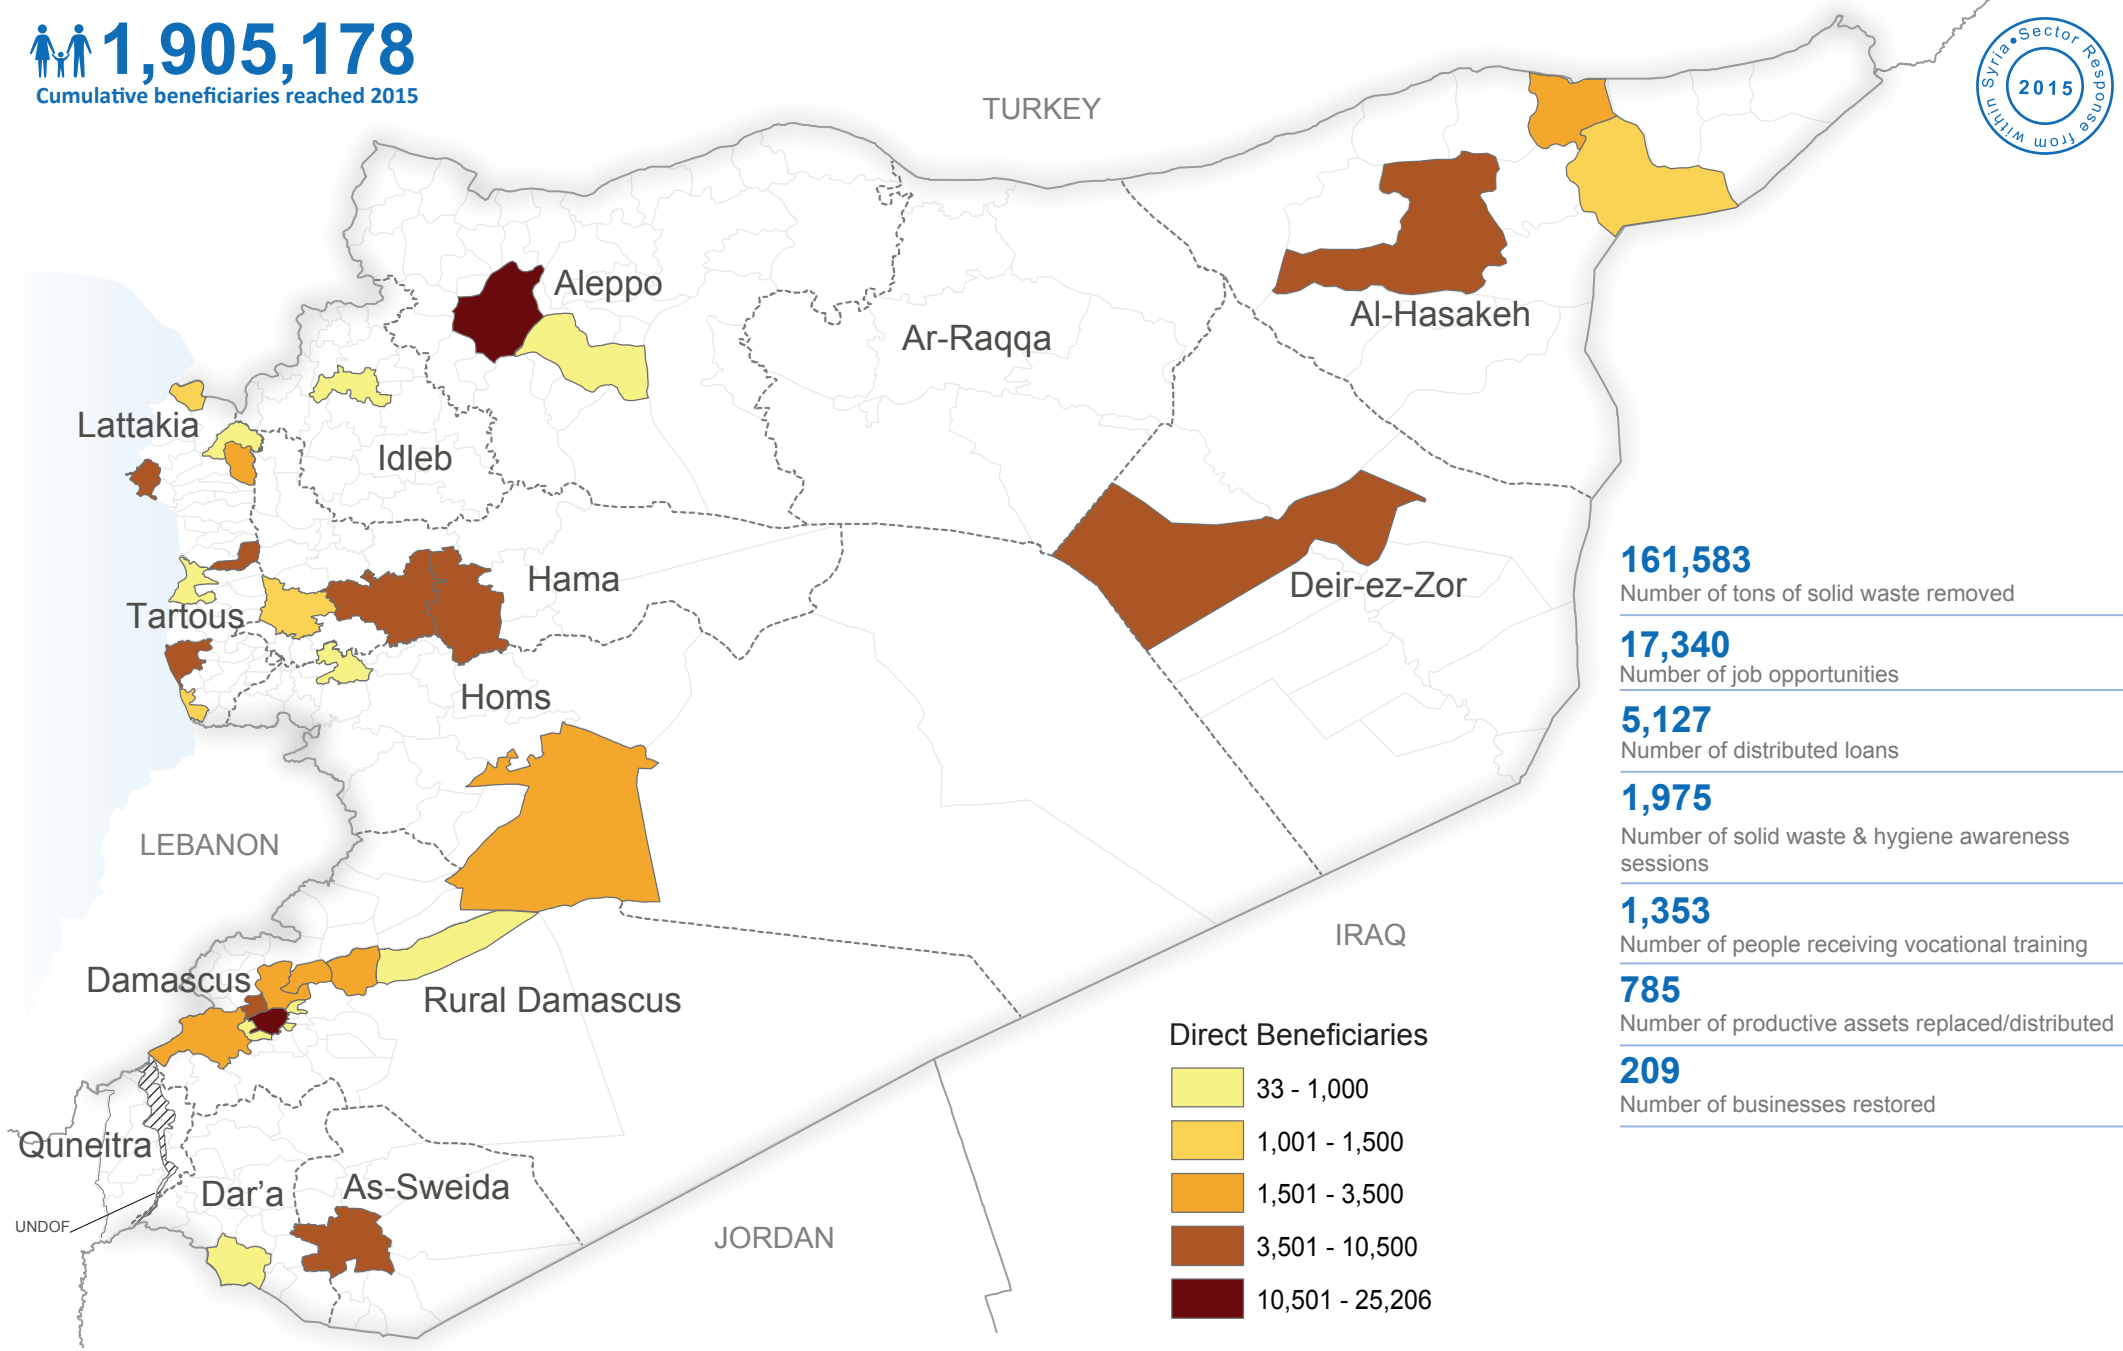 1,905,178
Cumulative beneficiaries reached 2015
Sector Response from within Syria
2015
TURKEY
Aleppo
Al-Hasakeh
Ar-Raqqa
Lattakia
Idleb
Hama
Deir-ez-Zor
Tartous
Homs
LEBANON
IRAQ
Damascus
Rural Damascus
Quneitra
Dar'a
As-Sweida
UNDOF
JORDAN
161,583
Number of tons of solid waste removed
17,340
Number of job opportunities
5,127
Number of distributed loans
1,975
Number of solid waste & hygiene awareness
sessions
1,353
Number of people receiving vocational training
785
Number of productive assets replaced/distributed
209
Number of businesses restored
Direct Beneficiaries
33 - 1,000
1,001 - 1,500
1,501 - 3,500
3,501 - 10,500
10,501 - 25,206